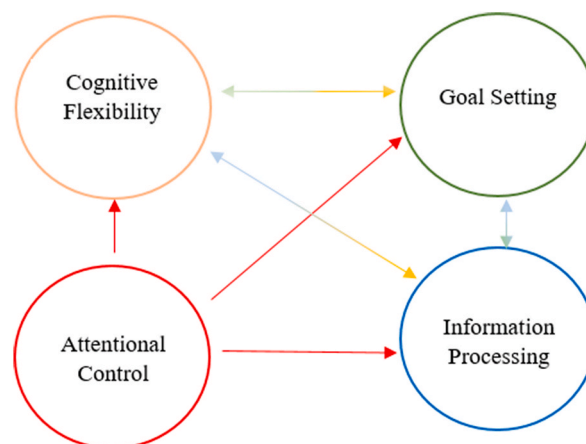 Cognitive
Flexibility
Goal Setting
Attentional
Control
Information
Processing